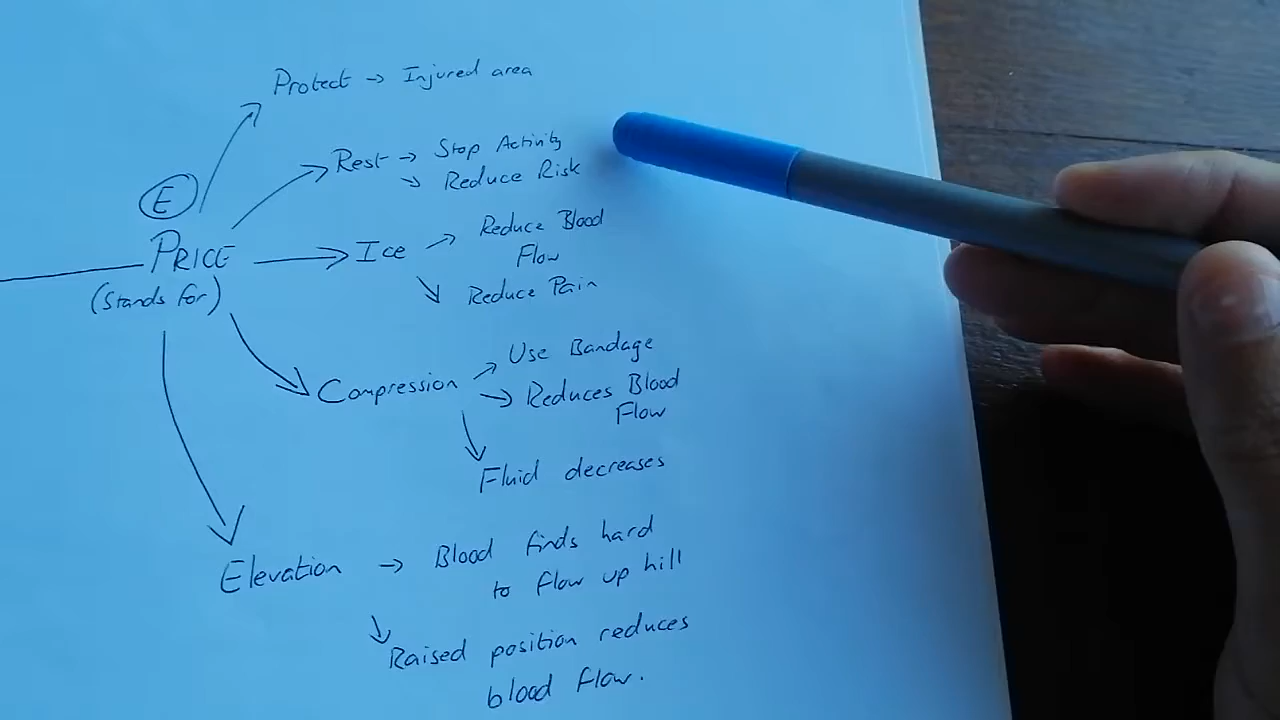 Protect → Injured area
Rest → Stop Activity
→ Reduce Risk
E
PRICE → Ice → Reduce Blood
Flow
(Stands for)
Reduce Pain
Use Bandage
Compression → Reduces Blood
Flow
Fluid decreases
Elevation → Blood finds hard
to flow up hill
Raised position reduces
blood flow.